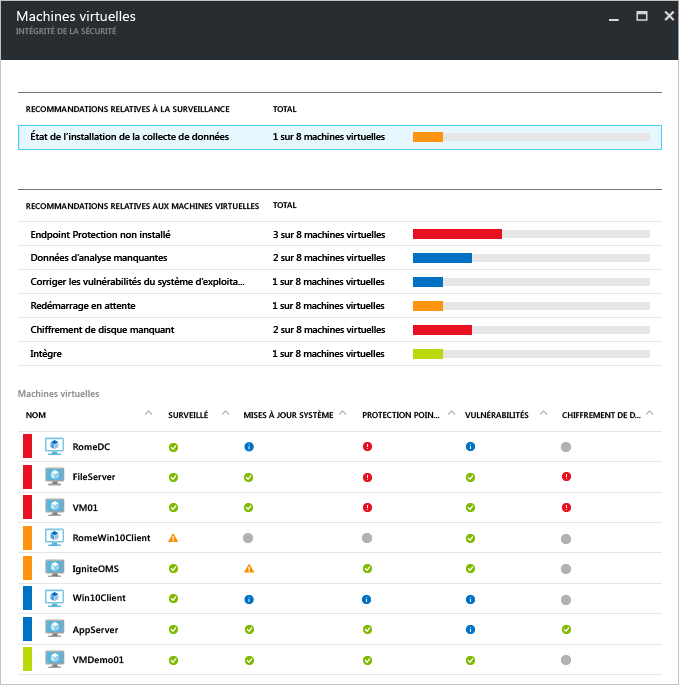 Machines virtuelles
INTÉGRITÉ DE LA SÉCURITÉ
RECOMMANDATIONS RELATIVES À LA SURVEILLANCE TOTAL
État de l'installation de la collecte de données 1 sur 8 machines virtuelles
RECOMMANDATIONS RELATIVES AUX MACHINES VIRTUELLES TOTAL
Endpoint Protection non installé 3 sur 8 machines virtuelles
Données d'analyse manquantes 2 sur 8 machines virtuelles
Corriger les vulnérabilités du système d'exploita... 1 sur 8 machines virtuelles
Redémarrage en attente 1 sur 8 machines virtuelles
Chiffrement de disque manquant 2 sur 8 machines virtuelles
Intègre 1 sur 8 machines virtuelles
Machines virtuelles
NOM SURVEILLÉ MISES À JOUR SYSTÈME PROTECTION POIN... VULNÉRABILITÉS CHIFFREMENT DE D...
RomeDC
FileServer
VM01
RomeWin10Client
IgniteOMS
Win10Client
AppServer
VMDemo01